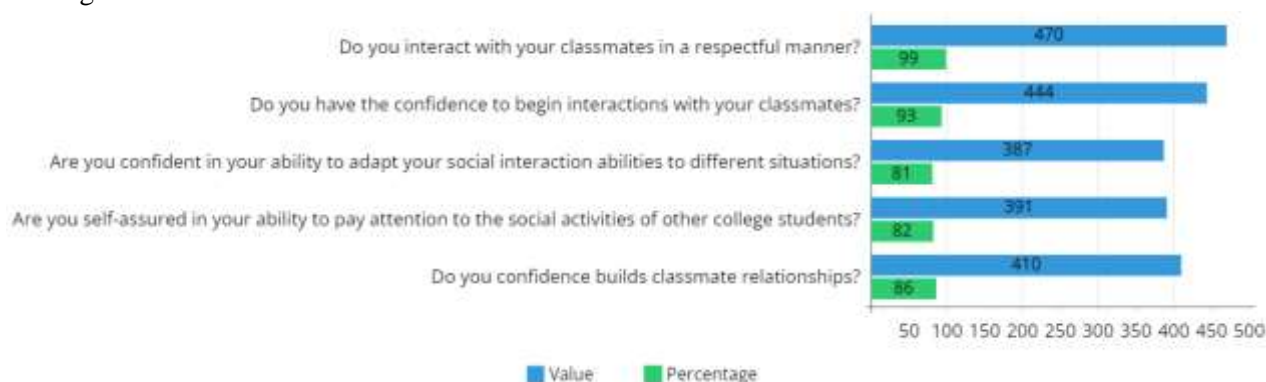 Do you interact with your classmates in a respectful manner?
470
99
Do you have the confidence to begin interactions with your classmates?
444
93
Are you confident in your ability to adapt your social interaction abilities to different situations?
387
81
Are you self-assured in your ability to pay attention to the social activities of other college students?
391
82
Do you confidence builds classmate relationships?
410
86
50 100 150 200 250 300 350 400 450 500
Value Percentage